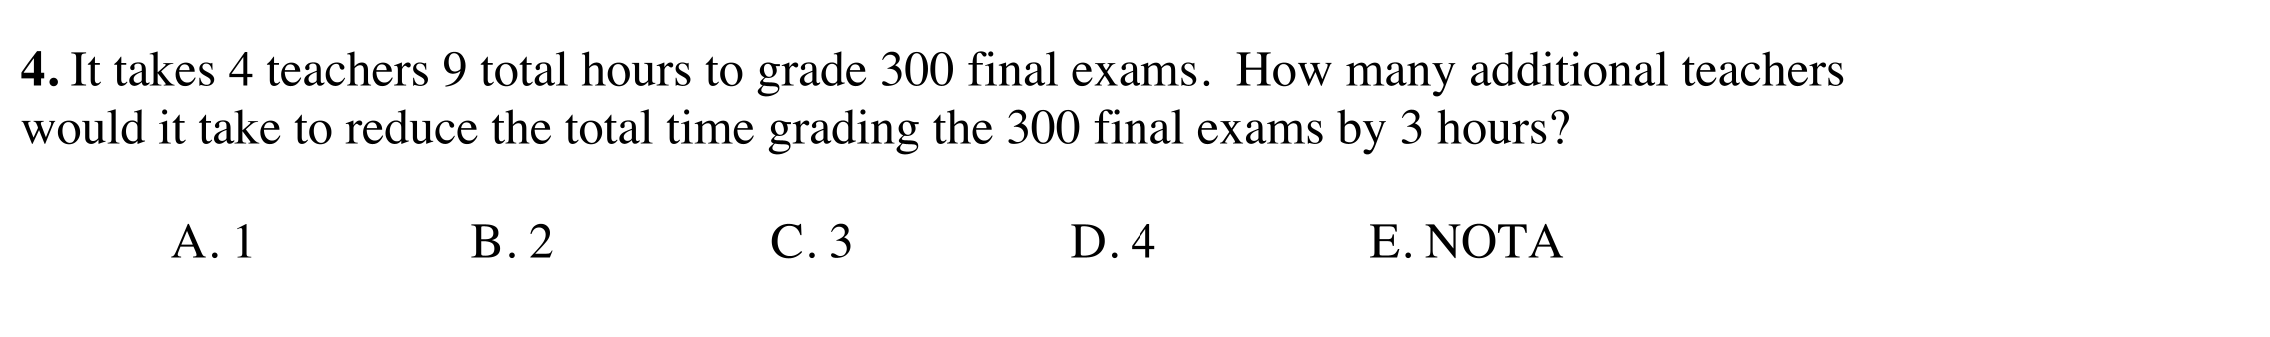 4. It takes 4 teachers 9 total hours to grade 300 final exams.  How many additional teachers
would it take to reduce the total time grading the 300 final exams by 3 hours?
A. 1 B. 2 C. 3 D. 4 E. NOTA